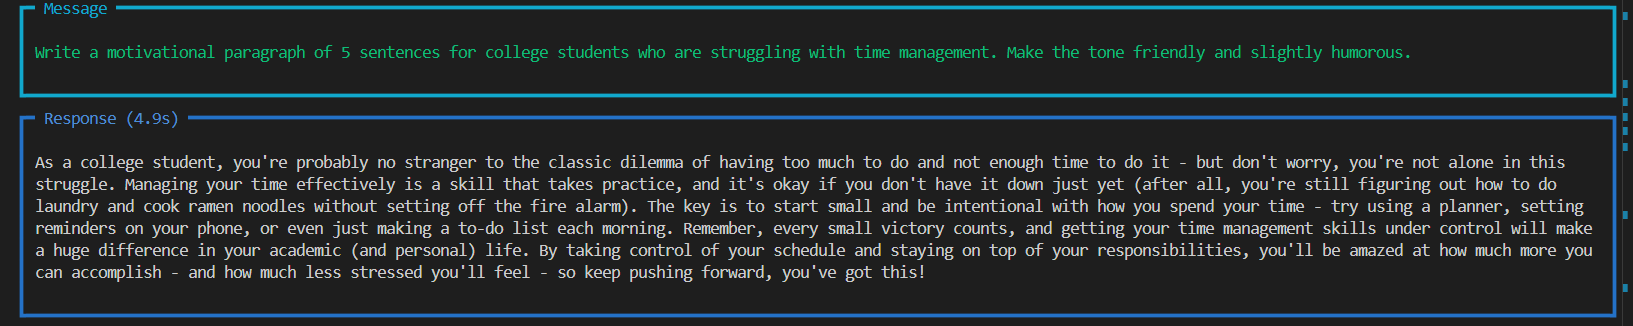 Message
Write a motivational paragraph of 5 sentences for college students who are struggling with time management. Make the tone friendly and slightly humorous.
Response (4.9s)
As a college student, you're probably no stranger to the classic dilemma of having too much to do and not enough time to do it - but don't worry, you're not alone in this
struggle. Managing your time effectively is a skill that takes practice, and it's okay if you don't have it down just yet (after all, you're still figuring out how to do
laundry and cook ramen noodles without setting off the fire alarm). The key is to start small and be intentional with how you spend your time - try using a planner, setting
reminders on your phone, or even just making a to-do list each morning. Remember, every small victory counts, and getting your time management skills under control will make
a huge difference in your academic (and personal) life. By taking control of your schedule and staying on top of your responsibilities, you'll be amazed at how much more you
can accomplish - and how much less stressed you'll feel - so keep pushing forward, you've got this!